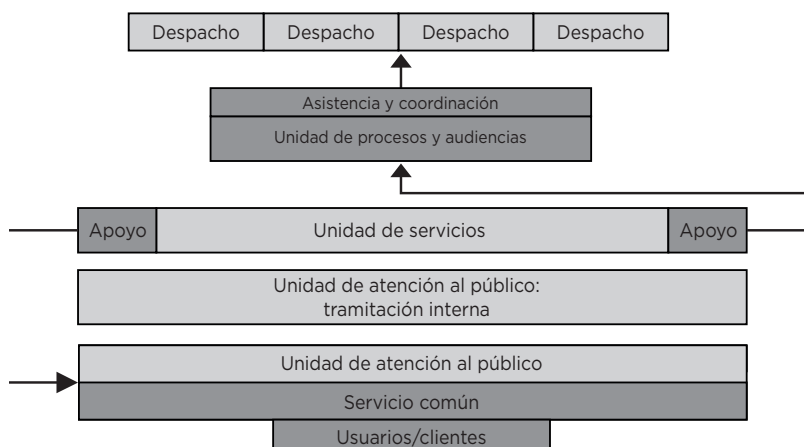 Despacho Despacho Despacho Despacho
Asistencia y coordinación
Unidad de procesos y audiencias
Apoyo Unidad de servicios Apoyo
Unidad de atención al público:
tramitación interna
Unidad de atención al público
Servicio común
Usuarios/clientes